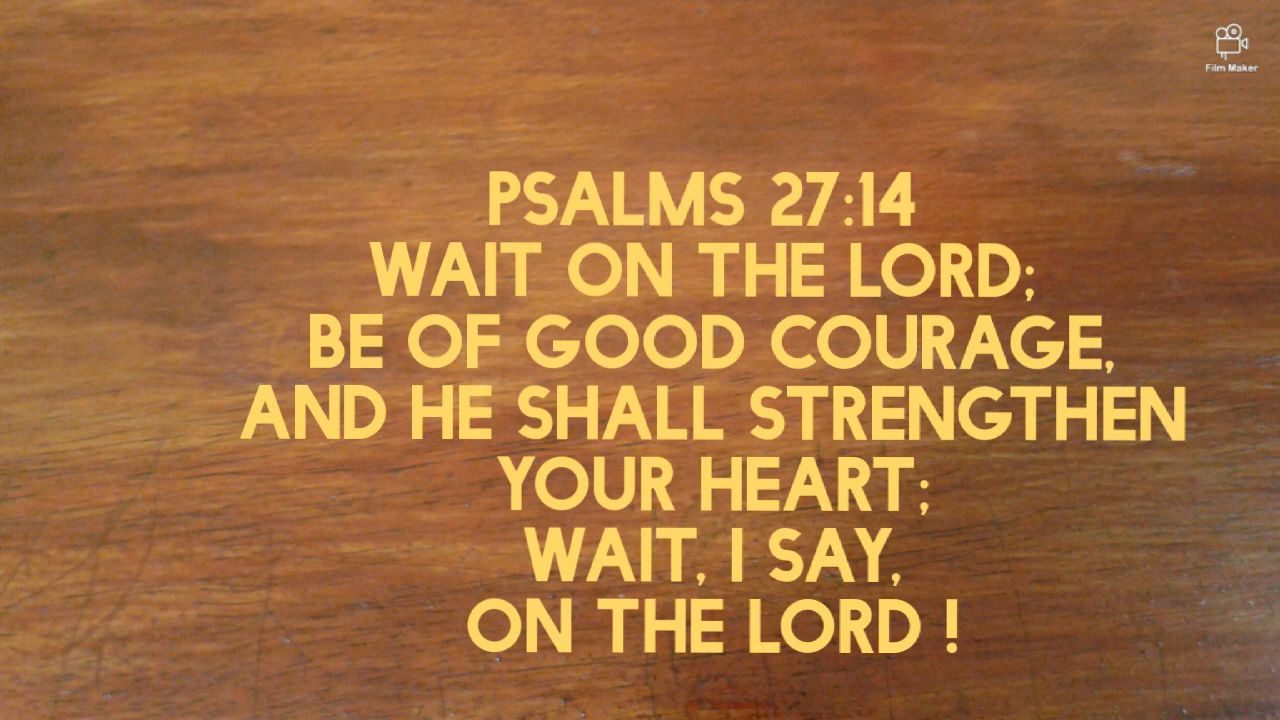 Film Maker
PSALMS 27:14
WAIT ON THE LORD;
BE OF GOOD COURAGE,
AND HE SHALL STRENGTHEN
YOUR HEART;
WAIT, I SAY,
ON THE LORD !